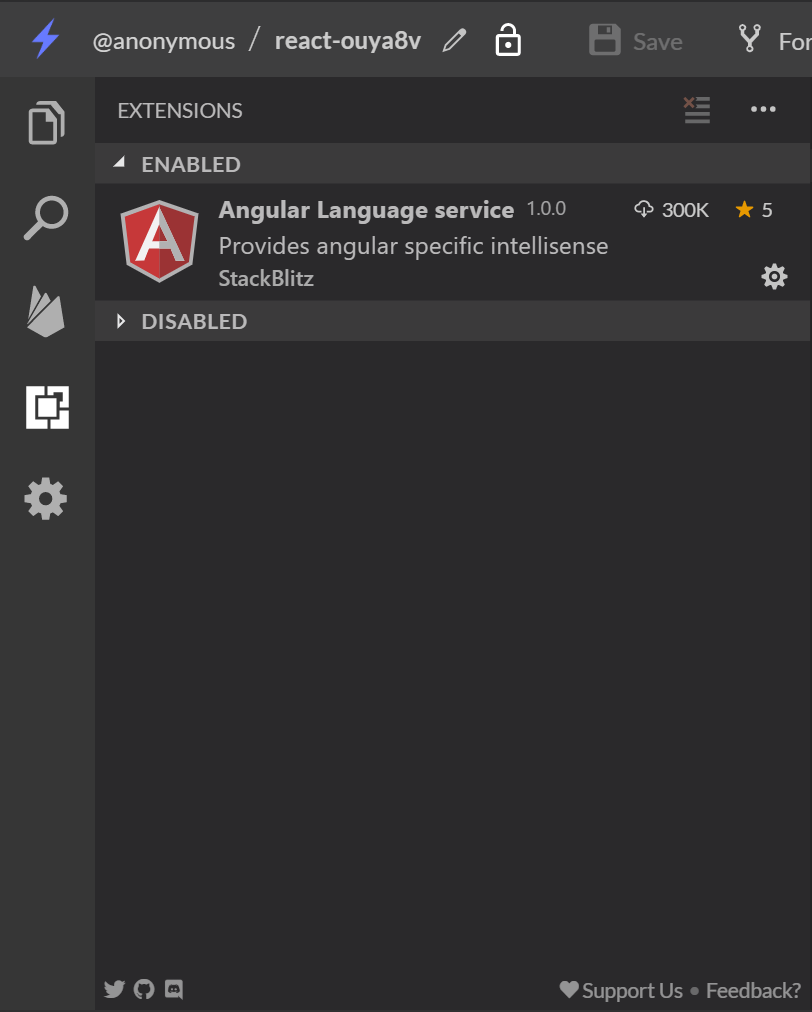 @anonymous / react-ouya8v Save For
EXTENSIONS
ENABLED
Angular Language service 1.0.0 300K 5
Provides angular specific intellisense
StackBlitz
DISABLED
Support Us • Feedback?